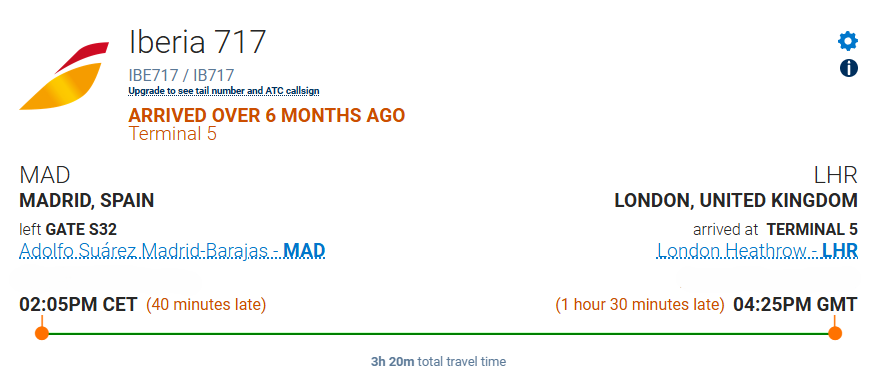 Iberia 717
IBE717 / IB717
Upgrade to see tail number and ATC callsign
ARRIVED OVER 6 MONTHS AGO
Terminal 5
MAD
MADRID, SPAIN
left GATE S32
Adolfo Suárez Madrid-Barajas - MAD
LHR
LONDON, UNITED KINGDOM
arrived at TERMINAL 5
London Heathrow - LHR
02:05PM CET (40 minutes late)
(1 hour 30 minutes late) 04:25PM GMT
3h 20m total travel time